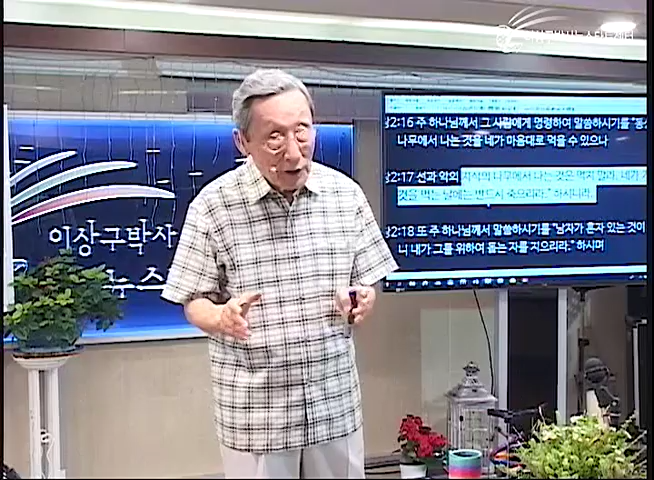 창2:16 주 하나님께서 그 사람에게 명령하여 말씀하시기를 "동산
나무에서 나는 것을 네가 마음대로 먹을 수 있으나
창2:17 선과 악의 지식의 나무에서 나는 것은 먹지 말라. 네가
것을 먹는 날에는 반드시 죽으리라." 하시니라.
창2:18 또 주 하나님께서 말씀하시기를 "남자가 혼자 있는 것이
니 내가 그를 위하여 돕는 자를 지으리라." 하시며
이상구박사
뉴스